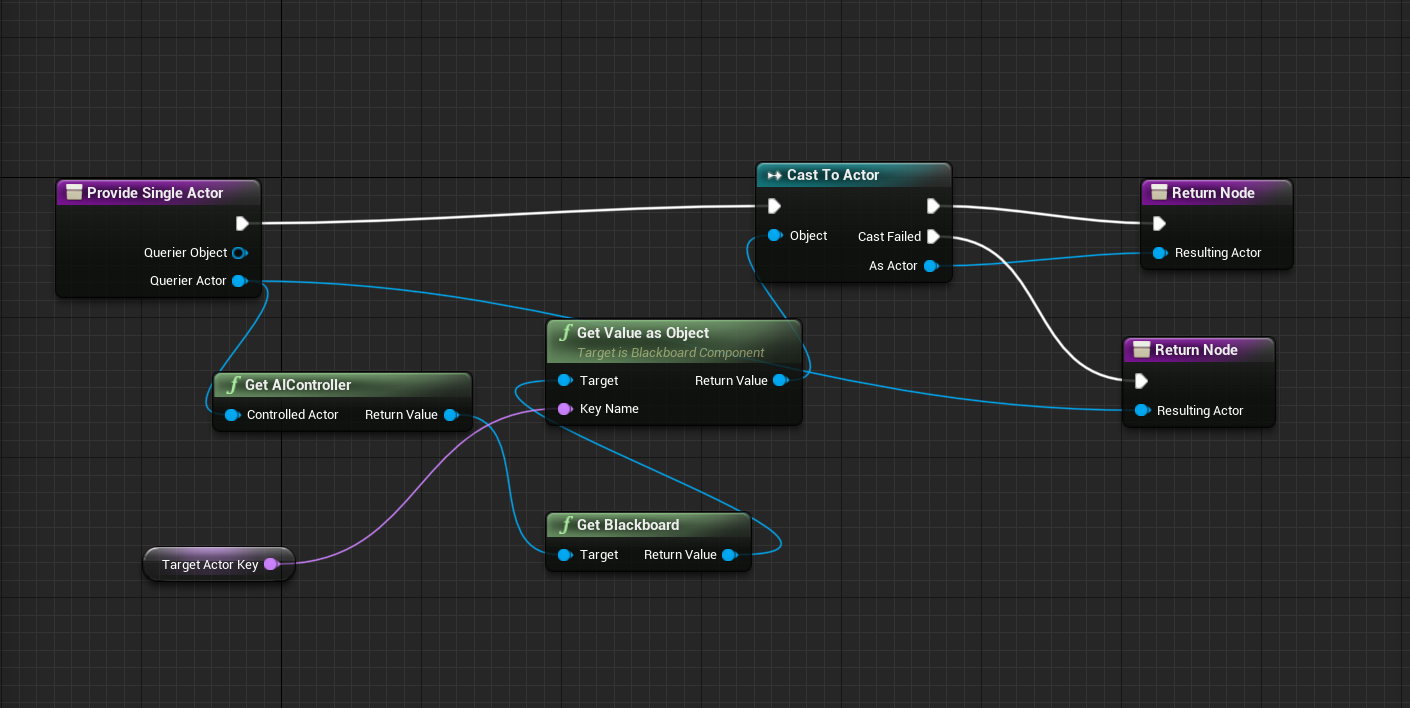 Provide Single Actor
Querier Object
Querier Actor
Cast To Actor
Object
Cast Failed
As Actor
Return Node
Resulting Actor
f Get Value as Object
Target is Blackboard Component
Target
Return Value
Key Name
Return Node
Resulting Actor
f Get AIController
Controlled Actor
Return Value
f Get Blackboard
Target
Return Value
Target Actor Key